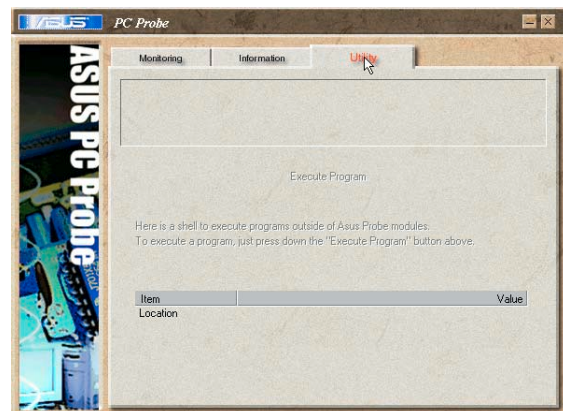 ASUS PC Probe
Monitoring Information Utility
ASUS PC Probe
Execute Program
Here is a shell to execute programs outside of Asus Probe modules:
To execute a program, just press down the "Execute Program" button above.
Item Value
Location